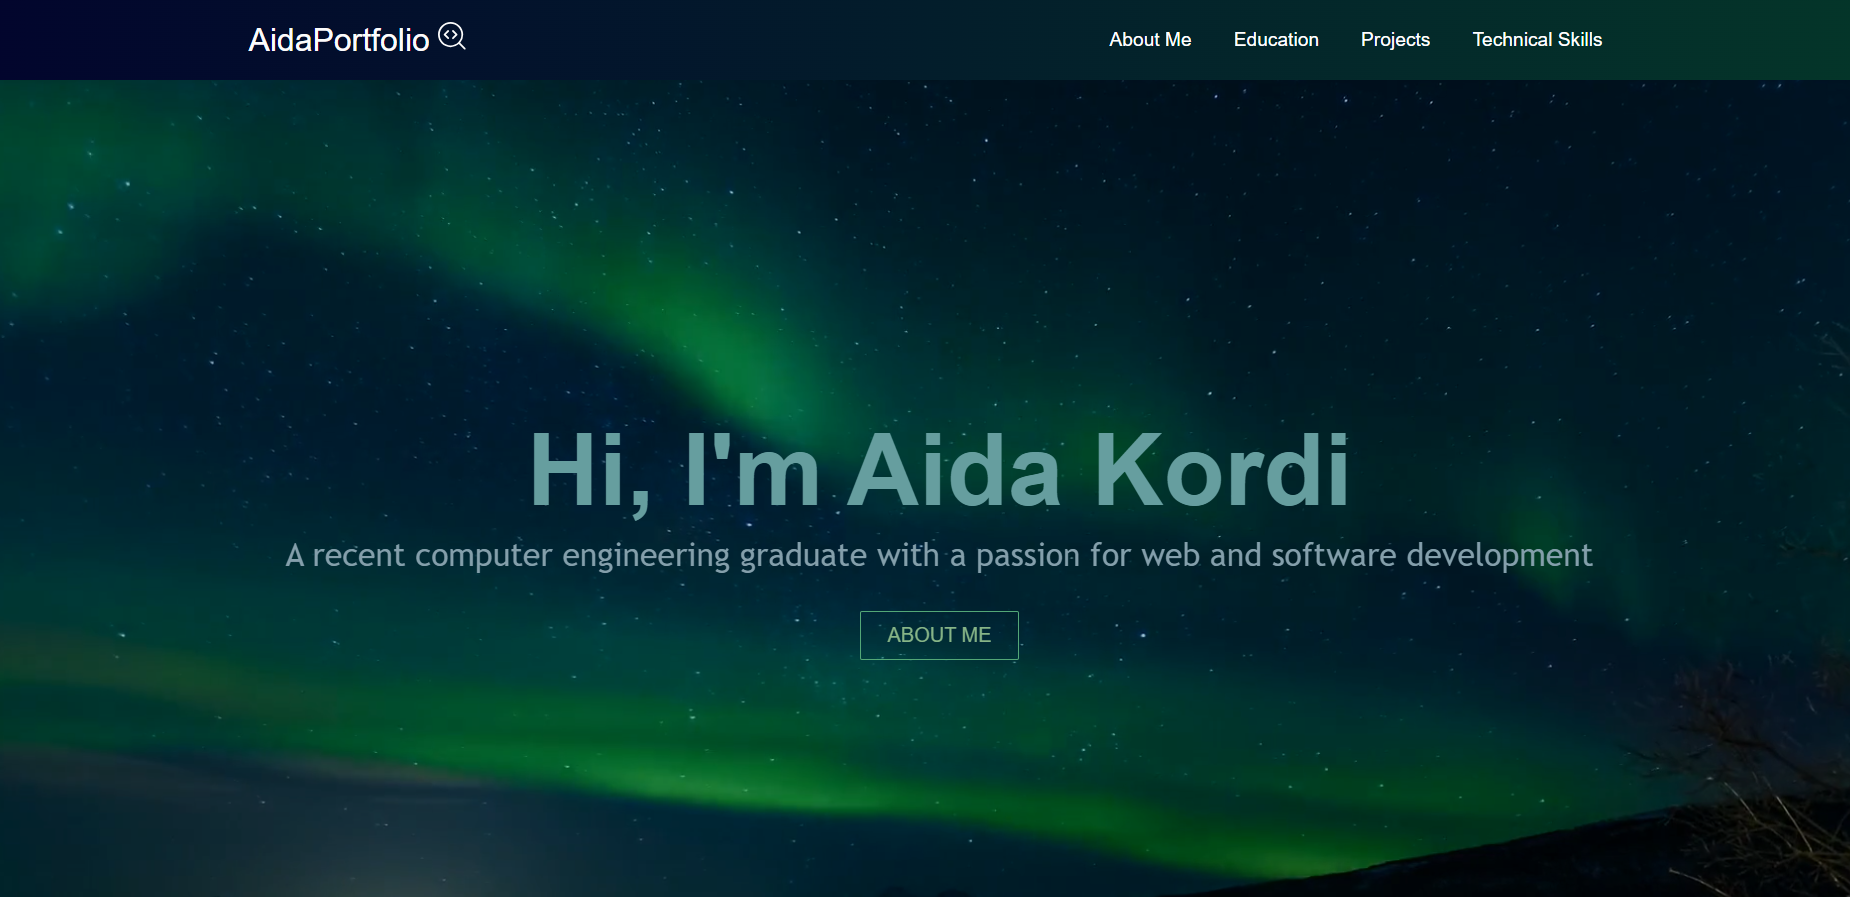 AidaPortfolio
About Me Education Projects Technical Skills
Hi, I'm Aida Kordi
A recent computer engineering graduate with a passion for web and software development
ABOUT ME